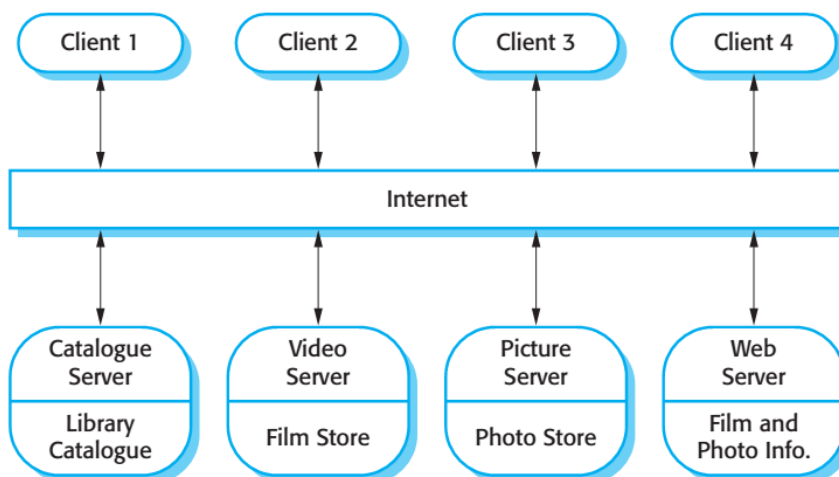 Client 1
Client 2
Client 3
Client 4
Internet
Catalogue
Server
Library
Catalogue
Video
Server
Film Store
Picture
Server
Photo Store
Web
Server
Film and
Photo Info.